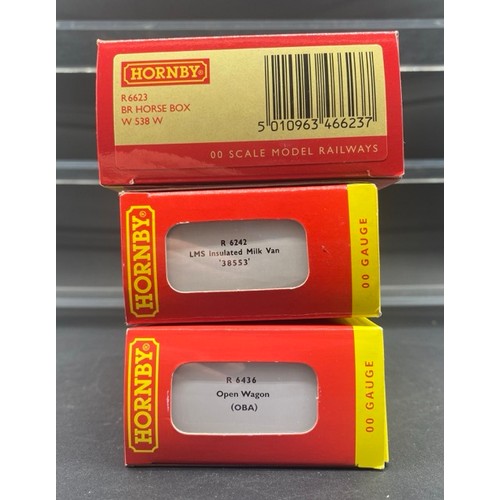 HORNBY®
R6623
BR HORSE BOX
W 538 W
5 010963 466237
00 SCALE MODEL RAILWAYS
HORNBY®
R 6242
LMS Insulated Milk Van
'38553'
00 GAUGE
HORNBY®
R 6436
Open Wagon
(OBA)
00 GAUGE